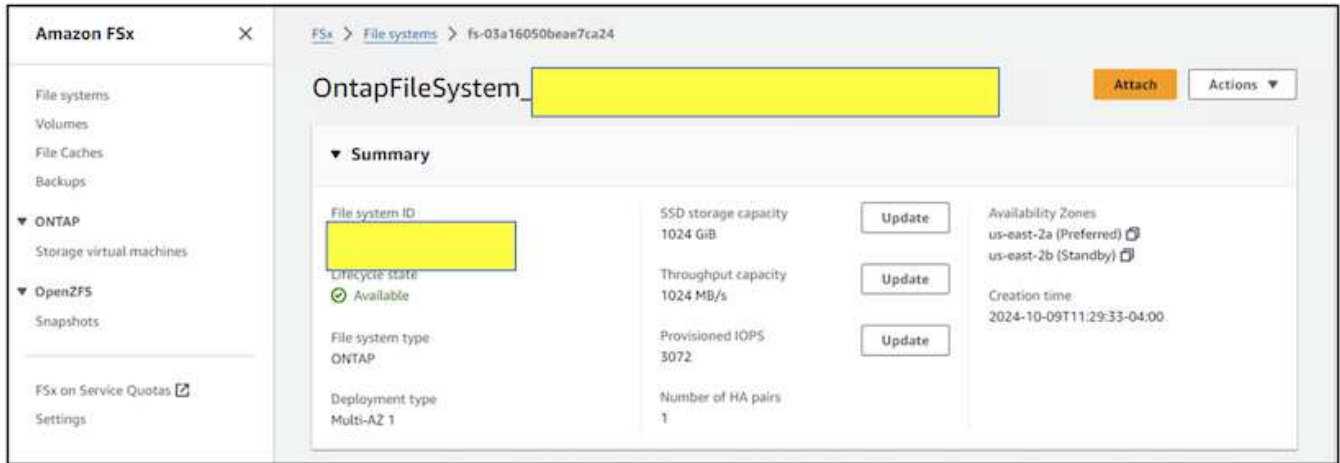 Amazon FSx
File systems
Volumes
File Caches
Backups
ONTAP
Storage virtual machines
OpenZFS
Snapshots
FSx on Service Quotas
Settings
FSx > File systems > fs-03a16050beae7ca24
OntapFileSystem_
Attach
Actions
Summary
File system ID
Lifecycle state
Available
File system type
ONTAP
Deployment type
Multi-AZ 1
SSD storage capacity
1024 GiB
Update
Throughput capacity
1024 MB/s
Update
Provisioned IOPS
3072
Update
Number of HA pairs
1
Availability Zones
us-east-2a (Preferred)
us-east-2b (Standby)
Creation time
2024-10-09T11:29:33-04:00